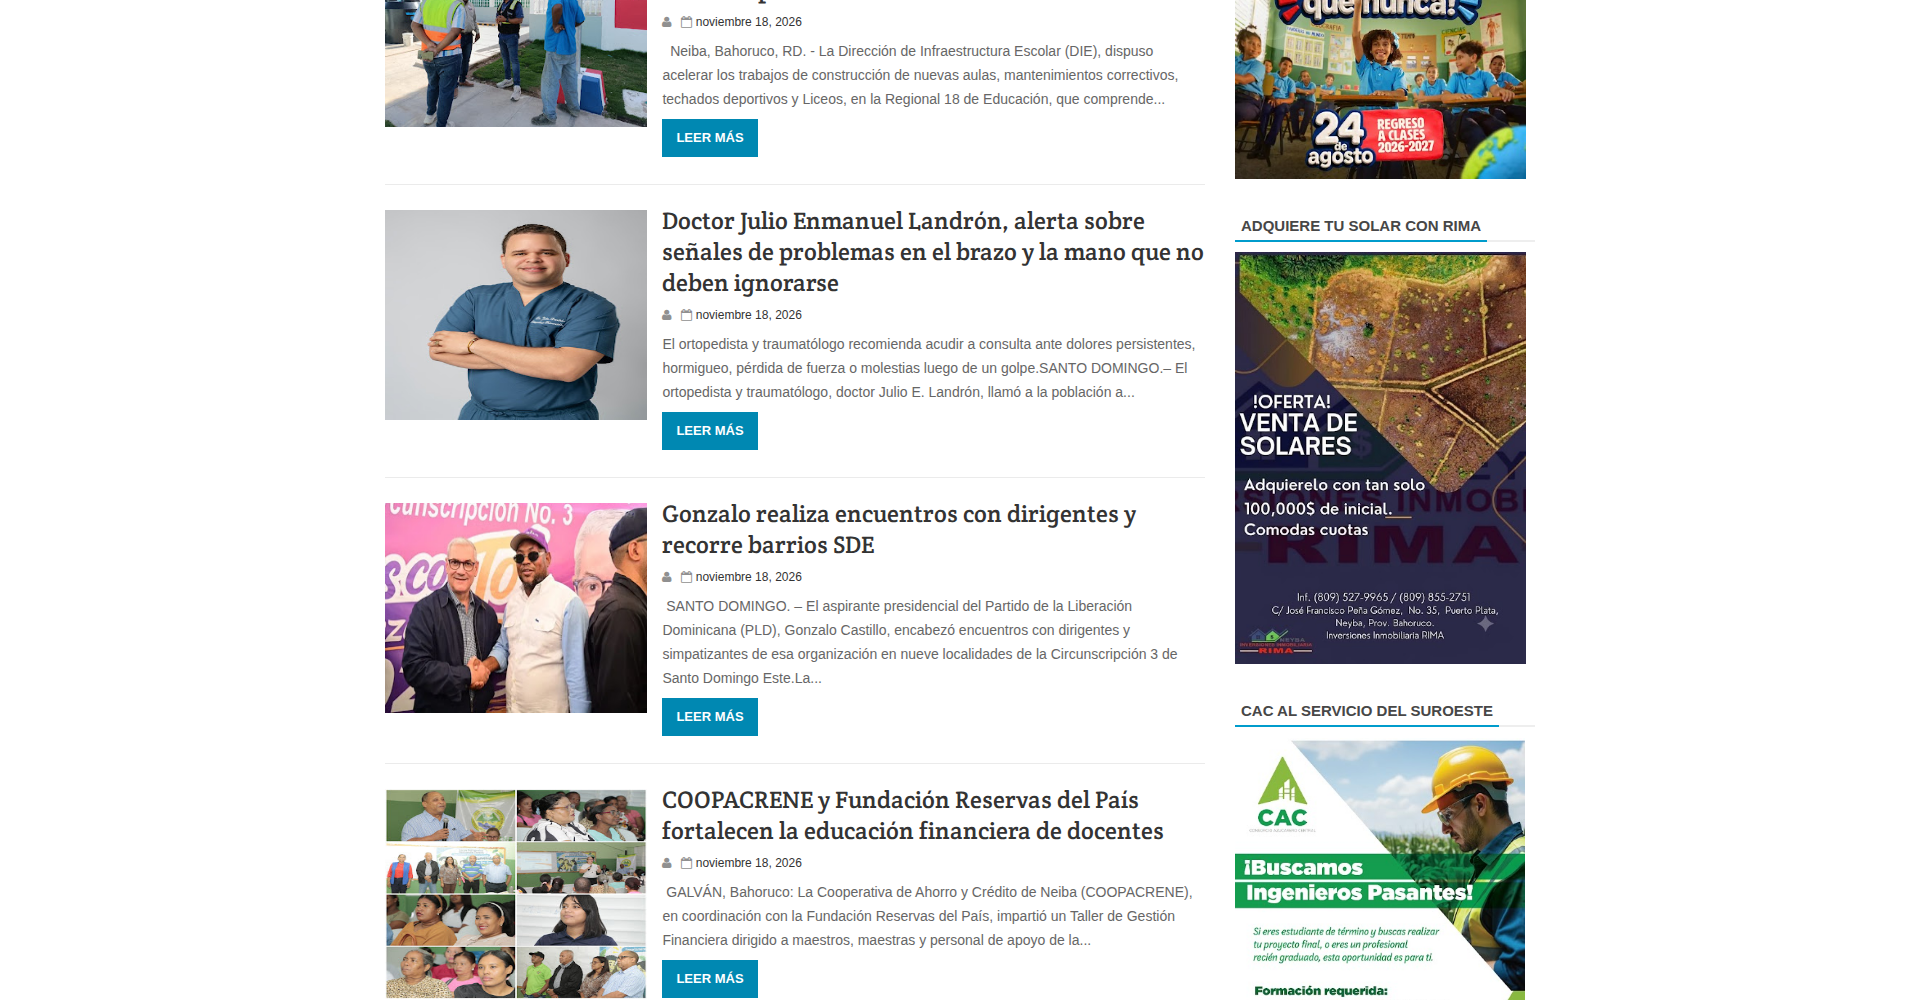 noviembre 18, 2026
Neiba, Bahoruco, RD. - La Dirección de Infraestructura Escolar (DIE), dispuso
acelerar los trabajos de construcción de nuevas aulas, mantenimientos correctivos,
techados deportivos y Liceos, en la Regional 18 de Educación, que comprende...
LEER MÁS
Doctor Julio Enmanuel Landrón, alerta sobre
señales de problemas en el brazo y la mano que no
deben ignorarse
noviembre 18, 2026
El ortopedista y traumatólogo recomienda acudir a consulta ante dolores persistentes,
hormigueo, pérdida de fuerza o molestias luego de un golpe.SANTO DOMINGO.– El
ortopedista y traumatólogo, doctor Julio E. Landrón, llamó a la población a...
LEER MÁS
cunscripción No. 3
Gonzalo realiza encuentros con dirigentes y
recorre barrios SDE
noviembre 18, 2026
SANTO DOMINGO. – El aspirante presidencial del Partido de la Liberación
Dominicana (PLD), Gonzalo Castillo, encabezó encuentros con dirigentes y
simpatizantes de esa organización en nueve localidades de la Circunscripción 3 de
Santo Domingo Este.La...
LEER MÁS
COOPACRENE y Fundación Reservas del País
fortalecen la educación financiera de docentes
noviembre 18, 2026
GALVÁN, Bahoruco: La Cooperativa de Ahorro y Crédito de Neiba (COOPACRENE),
en coordinación con la Fundación Reservas del País, impartió un Taller de Gestión
Financiera dirigido a maestros, maestras y personal de apoyo de la...
LEER MÁS
que nunca!
24
de
agosto
REGRESO
A CLASES
2026-2027
ADQUIERE TU SOLAR CON RIMA
!OFERTA!
VENTA DE
SOLARES
Adquierelo con tan solo
100,000$ de inicial.
Comodas cuotas
RIMA
Inf. (809) 527-9965 / (809) 855-2751
C/ José Francisco Peña Gómez, No. 35, Puerto Plata,
Neyba, Prov. Bahoruco.
Inversiones Inmobiliaria RIMA
NEYBA
RIMA
CAC AL SERVICIO DEL SUROESTE
CAC
¡Buscamos
Ingenieros Pasantes!
Si eres estudiante de término y buscas realizar
tu proyecto final, o eres un profesional
recién graduado, esta oportunidad es para ti.
Formación requerida: